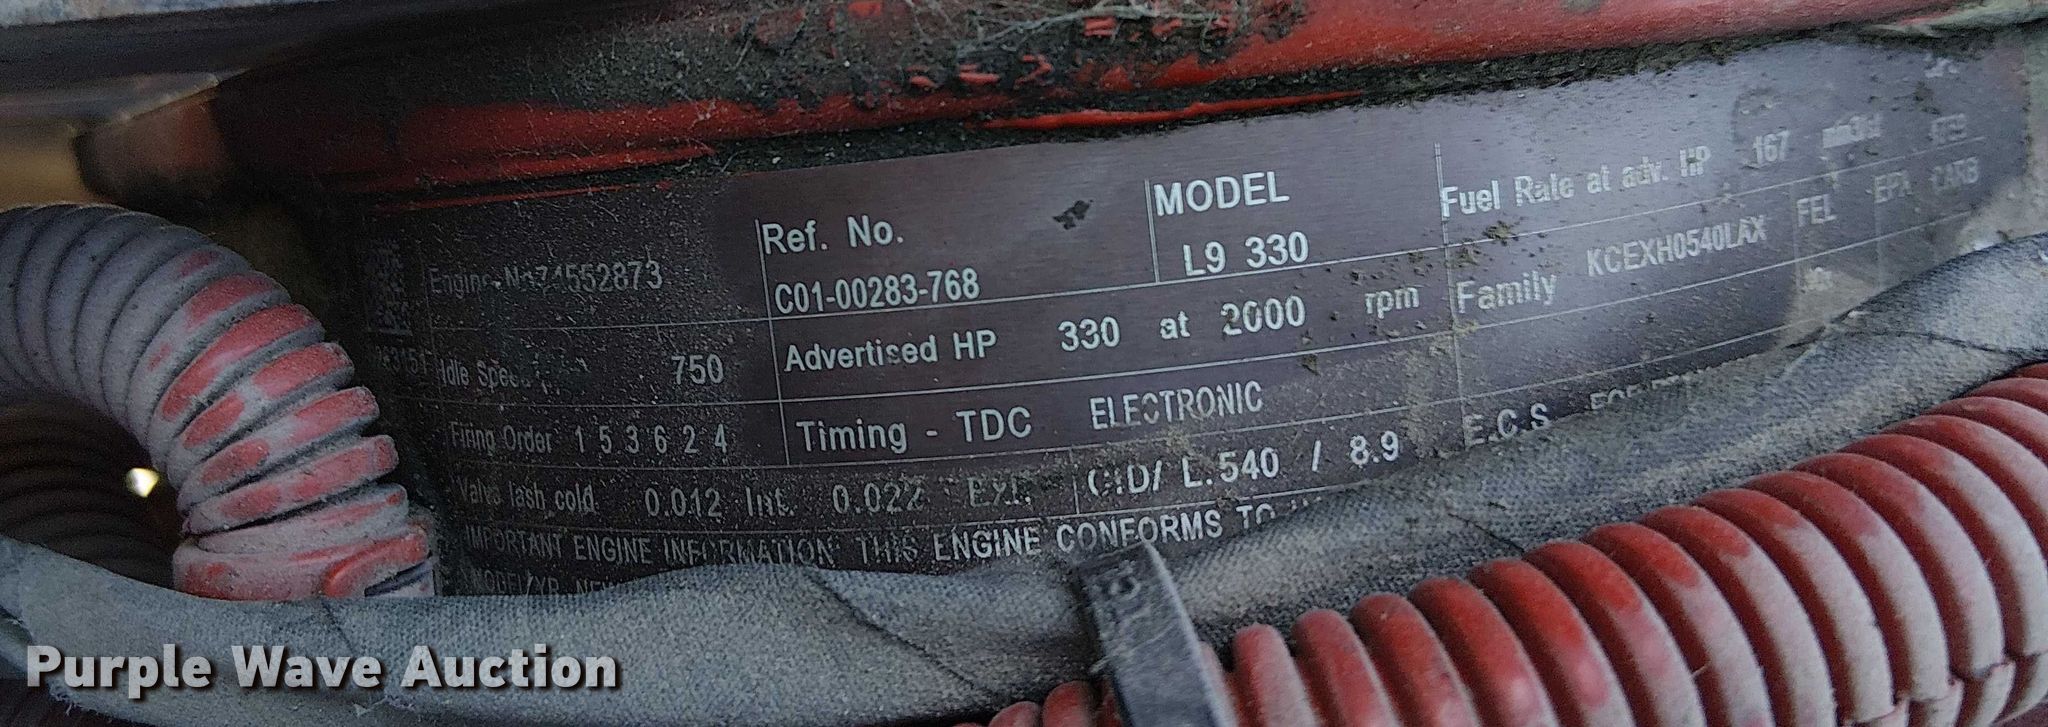 Ref. No.
C01-00283-768
MODEL
L9 330
Fuel Rate at adv. HP 167
Idle 750
Advertised HP 330 at 2000 rpm
Family KCEXH0540LAX
FEL EPA CARB
Firing Order 1 5 3 6 2 4
Timing - TDC ELECTRONIC
Valve lash cold 0.012 Int. 0.022 Exh.
C.I.D/ L. 540 / 8.9
E.C.S
IMPORTANT ENGINE INFORMATION THIS ENGINE CONFORMS TO
Purple Wave Auction